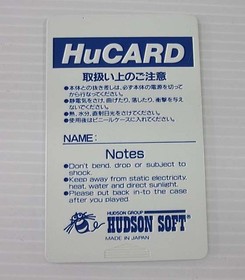 HuCARD
取扱い上のご注意
●本体との抜き差しは、必ず本体の電源を切って
から行なってください。
●静電気をさけ、曲げたり、落したり、衝撃を与え
ないでください。
●熱、水分、直射日光をさけてください。
●使用後はビニールケースに入れてください。
NAME:
Notes
●Don't bend, drop or subject to
shock.
●Keep away from static electricity,
heat, water and direct sunlight.
●Please put back in-to the case
after you played.
HUDSON GROUP
HUDSON SOFT
MADE IN JAPAN